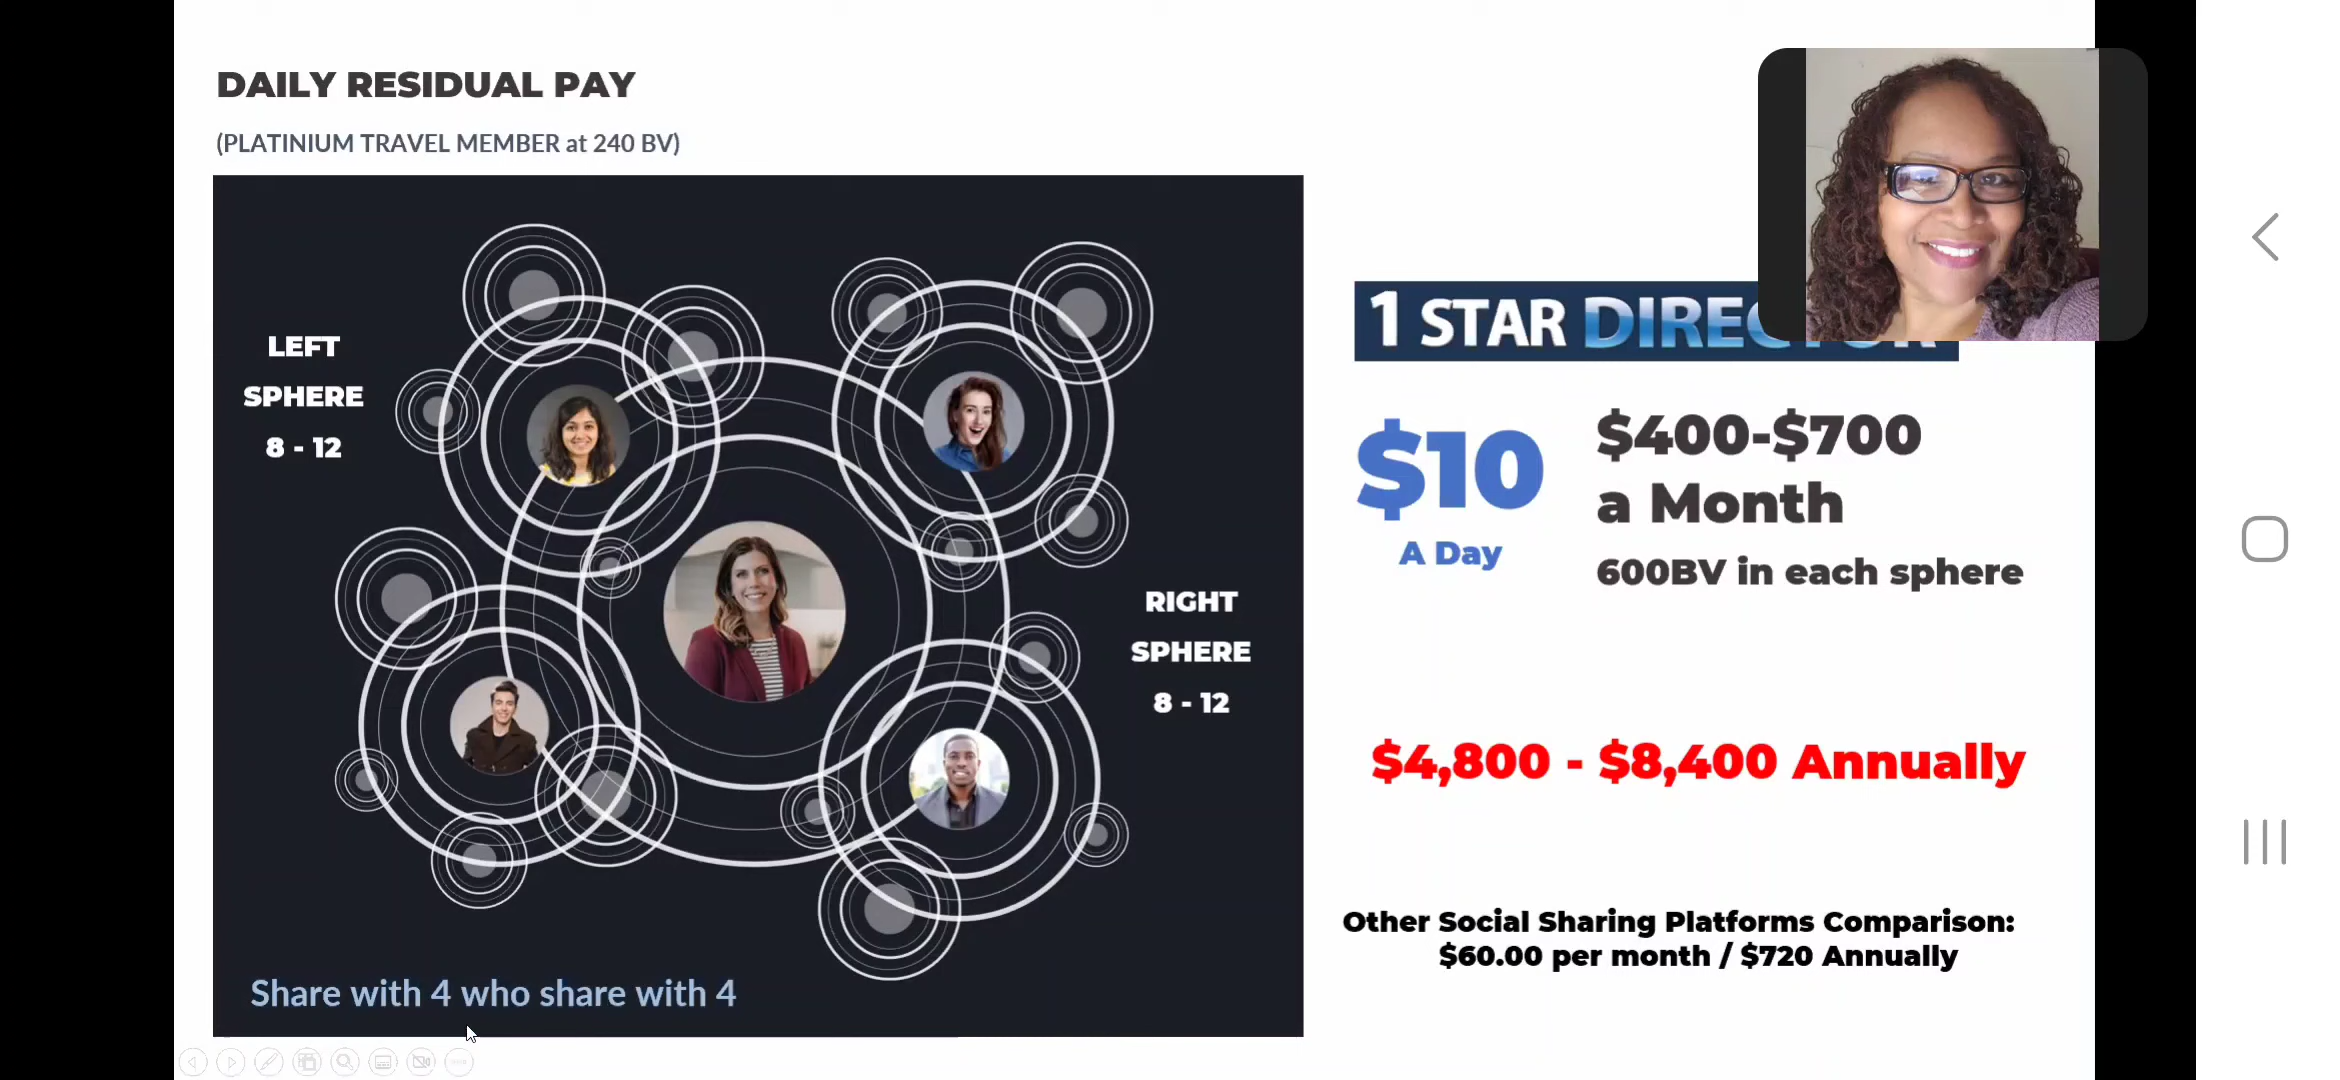 DAILY RESIDUAL PAY
(PLATINIUM TRAVEL MEMBER at 240 BV)
LEFT
SPHERE
8 - 12
RIGHT
SPHERE
8 - 12
Share with 4 who share with 4
1 STAR
$10
A Day
$400-$700
a Month
600BV in each sphere
$4,800 - $8,400 Annually
Other Social Sharing Platforms Comparison:
$60.00 per month / $720 Annually